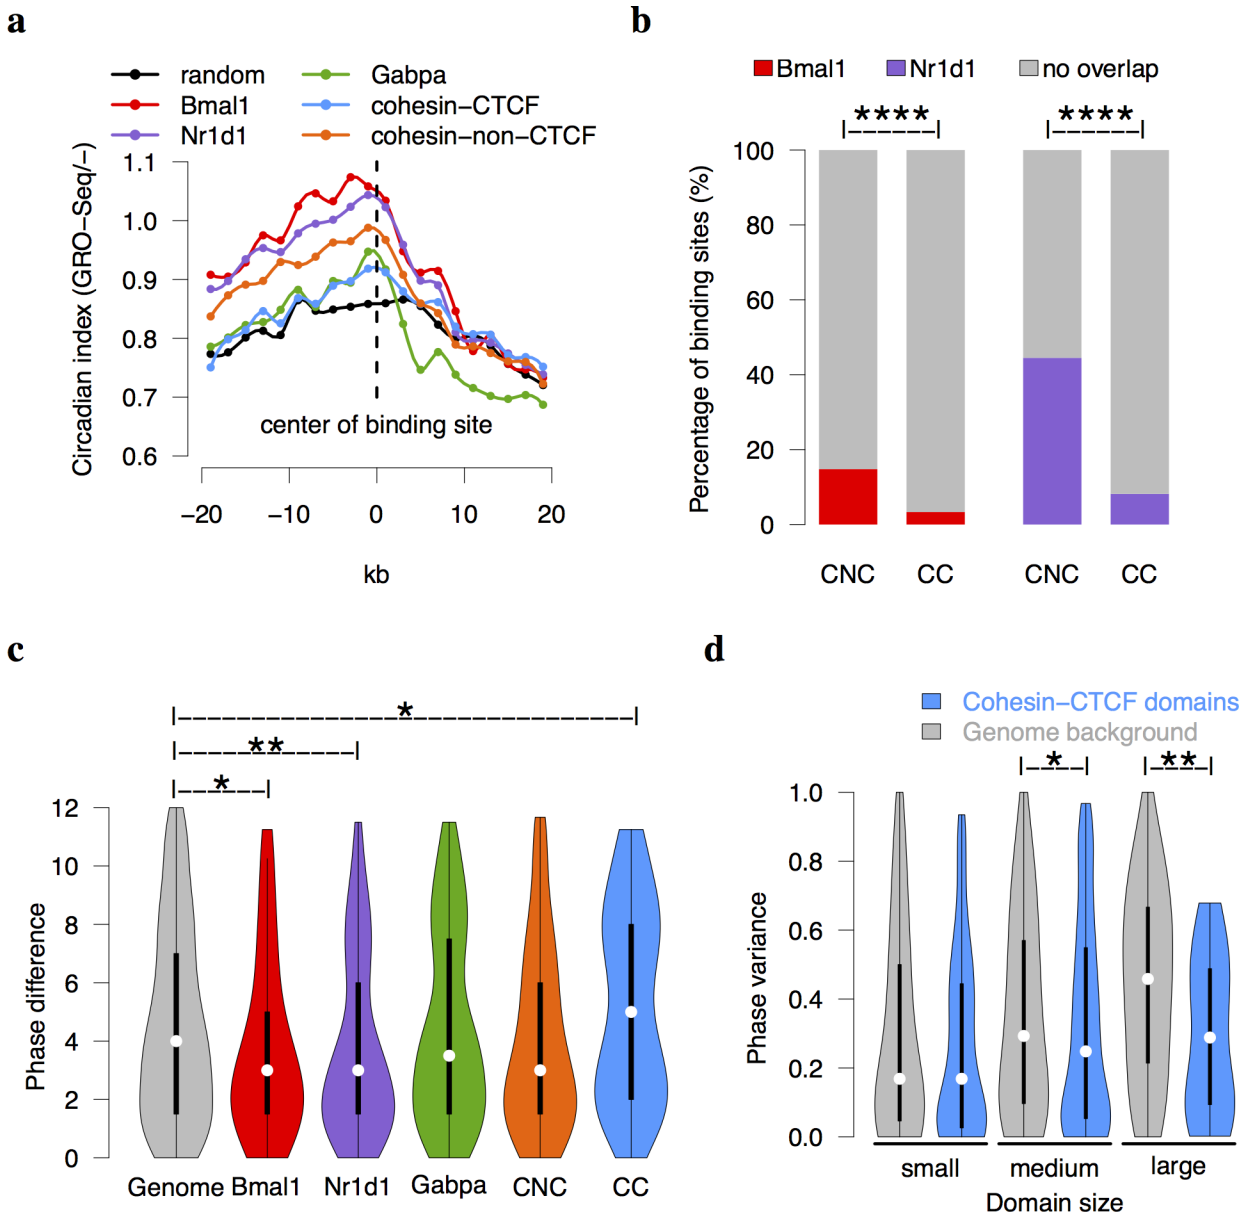 a
random
Gabpa
Bmal1
cohesin-CTCF
Nr1d1
cohesin-non-CTCF
Circadian index (GRO-Seq/-)
1.1
1.0
0.9
0.8
0.7
0.6
center of binding site
-20 -10 0 10 20
kb
b
Bmal1 Nr1d1 no overlap
**** ****
Percentage of binding sites (%)
100
80
60
40
20
0
CNC CC CNC CC
c
*
**
*
Phase difference
12
10
8
6
4
2
0
Genome Bmal1 Nr1d1 Gabpa CNC CC
d
Cohesin-CTCF domains
Genome background
* **
Phase variance
1.0
0.8
0.6
0.4
0.2
0.0
small medium large
Domain size